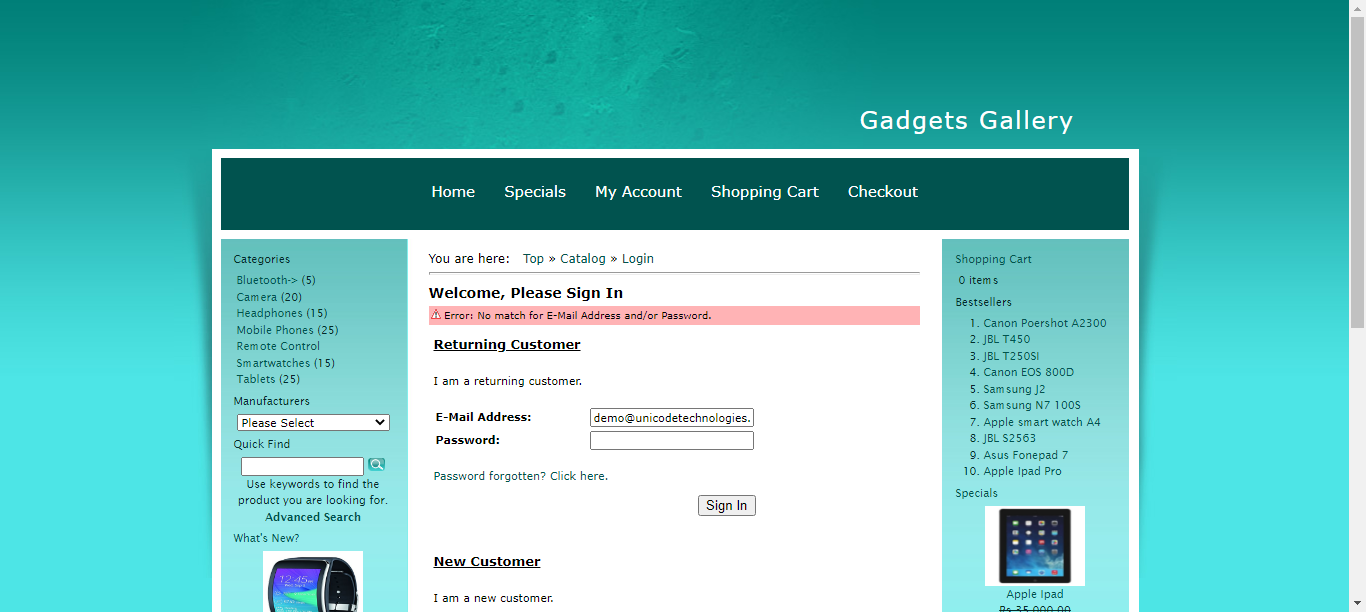 Gadgets Gallery
Home Specials My Account Shopping Cart Checkout
Categories
Bluetooth-> (5)
Camera (20)
Headphones (15)
Mobile Phones (25)
Remote Control
Smartwatches (15)
Tablets (25)
Manufacturers
Please Select
Quick Find
Use keywords to find the
product you are looking for.
Advanced Search
What's New?
12:45
You are here: Top » Catalog » Login
Welcome, Please Sign In
Error: No match for E-Mail Address and/or Password.
Returning Customer
I am a returning customer.
E-Mail Address: demo@unicodetechnologies.
Password:
Password forgotten? Click here.
Sign In
New Customer
I am a new customer.
Shopping Cart
0 items
Bestsellers
1. Canon Poershot A2300
2. JBL T450
3. JBL T250SI
4. Canon EOS 800D
5. Samsung J2
6. Samsung N7 100S
7. Apple smart watch A4
8. JBL S2563
9. Asus Fonepad 7
10. Apple Ipad Pro
Specials
Apple Ipad
Rs.35,000.00